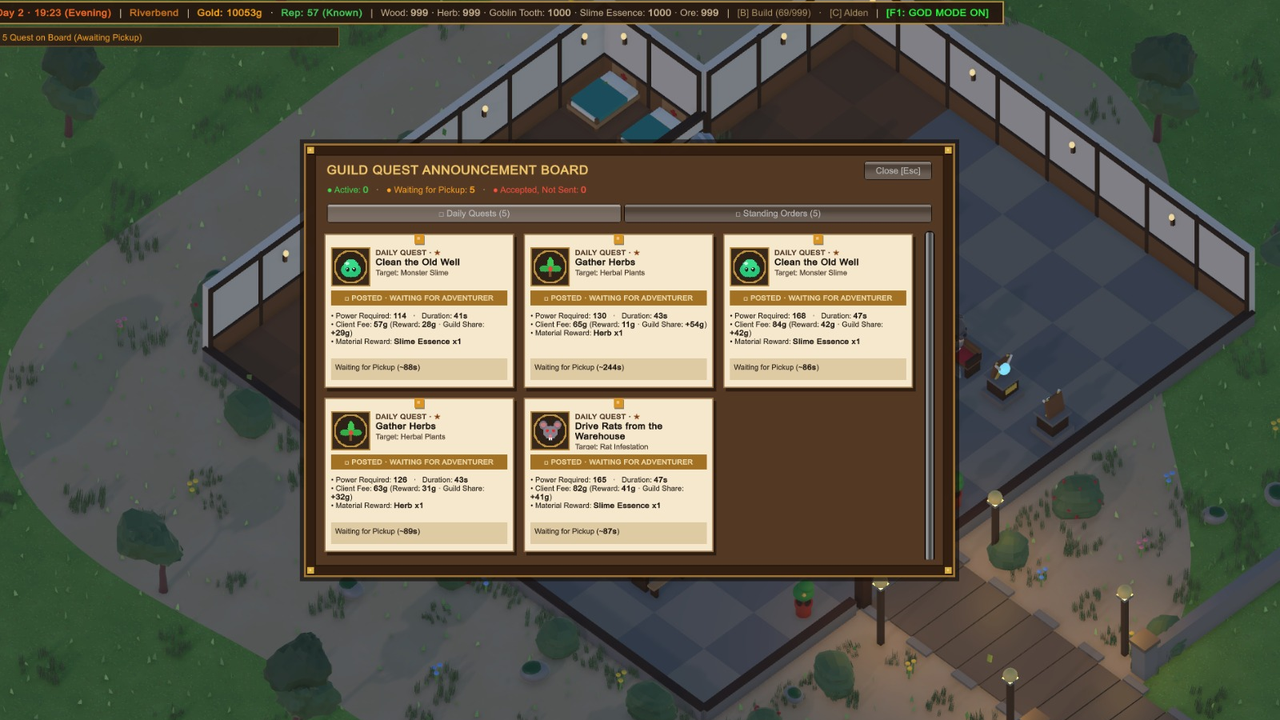 Day 2 · 19:23 (Evening) | Riverbend | Gold: 10053g · Rep: 57 (Known) | Wood: 999 · Herb: 999 · Goblin Tooth: 1000 · Slime Essence: 1000 · Ore: 999 | [B] Build (69/999) · [C] Alden | [F1: GOD MODE ON]
5 Quest on Board (Awaiting Pickup)
GUILD QUEST ANNOUNCEMENT BOARD
Close [Esc]
● Active: 0 · ● Waiting for Pickup: 5 · ● Accepted, Not Sent: 0
□ Daily Quests (5)
□ Standing Orders (5)
DAILY QUEST · ★
Clean the Old Well
Target: Monster Slime
□ POSTED · WAITING FOR ADVENTURER
• Power Required: 114 · Duration: 41s
• Client Fee: 57g (Reward: 28g · Guild Share:
+29g)
• Material Reward: Slime Essence x1
Waiting for Pickup (~88s)
DAILY QUEST · ★
Gather Herbs
Target: Herbal Plants
□ POSTED · WAITING FOR ADVENTURER
• Power Required: 130 · Duration: 43s
• Client Fee: 65g (Reward: 11g · Guild Share: +54g)
• Material Reward: Herb x1
Waiting for Pickup (~244s)
DAILY QUEST · ★
Clean the Old Well
Target: Monster Slime
□ POSTED · WAITING FOR ADVENTURER
• Power Required: 168 · Duration: 47s
• Client Fee: 84g (Reward: 42g · Guild Share:
+42g)
• Material Reward: Slime Essence x1
Waiting for Pickup (~86s)
DAILY QUEST · ★
Gather Herbs
Target: Herbal Plants
□ POSTED · WAITING FOR ADVENTURER
• Power Required: 126 · Duration: 43s
• Client Fee: 63g (Reward: 31g · Guild Share:
+32g)
• Material Reward: Herb x1
Waiting for Pickup (~89s)
DAILY QUEST · ★
Drive Rats from the
Warehouse
Target: Rat Infestation
□ POSTED · WAITING FOR ADVENTURER
• Power Required: 165 · Duration: 47s
• Client Fee: 82g (Reward: 41g · Guild Share:
+41g)
• Material Reward: Slime Essence x1
Waiting for Pickup (~87s)